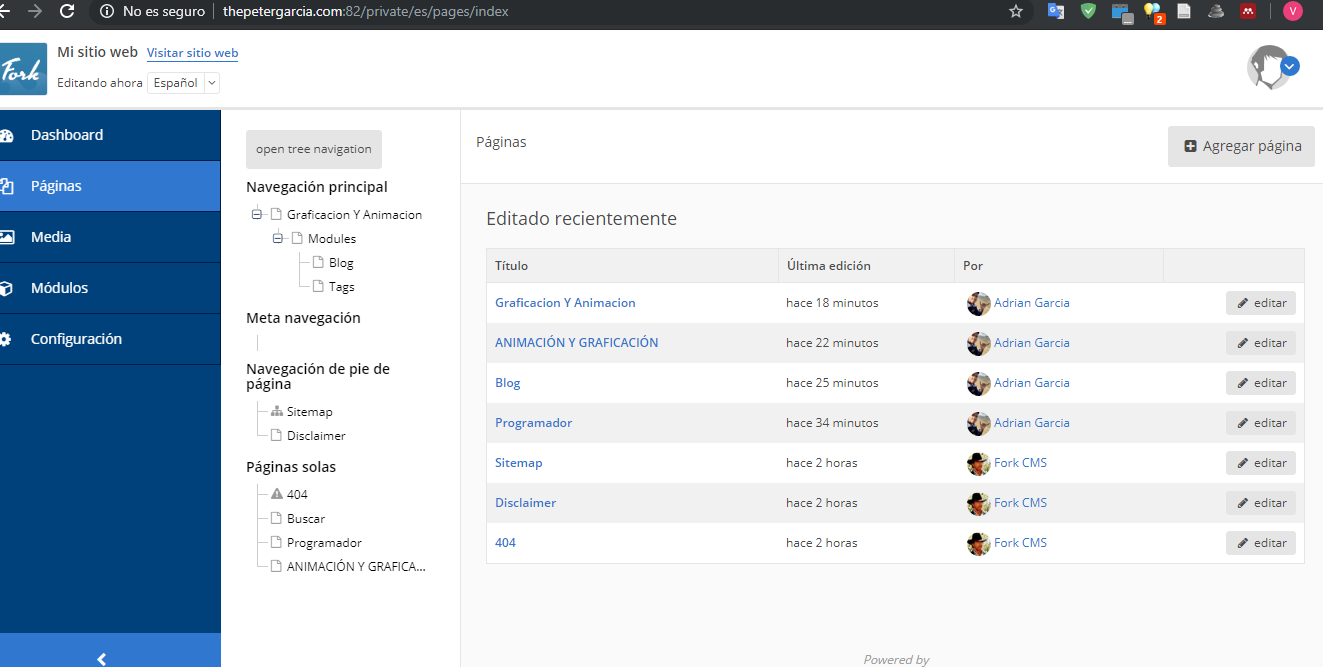 No es seguro thepetergarcia.com:82/private/es/pages/index
2
V
Fork
Mi sitio web Visitar sitio web
Editando ahora Español
Dashboard
Páginas
Media
Módulos
Configuración
open tree navigation
Navegación principal
Graficacion Y Animacion
Modules
Blog
Tags
Meta navegación
Navegación de pie de
página
Sitemap
Disclaimer
Páginas solas
404
Buscar
Programador
ANIMACIÓN Y GRAFICA...
Páginas
Agregar página
Editado recientemente
Título Última edición Por
Graficacion Y Animacion hace 18 minutos Adrian Garcia editar
ANIMACIÓN Y GRAFICACIÓN hace 22 minutos Adrian Garcia editar
Blog hace 25 minutos Adrian Garcia editar
Programador hace 34 minutos Adrian Garcia editar
Sitemap hace 2 horas Fork CMS editar
Disclaimer hace 2 horas Fork CMS editar
404 hace 2 horas Fork CMS editar
Powered by